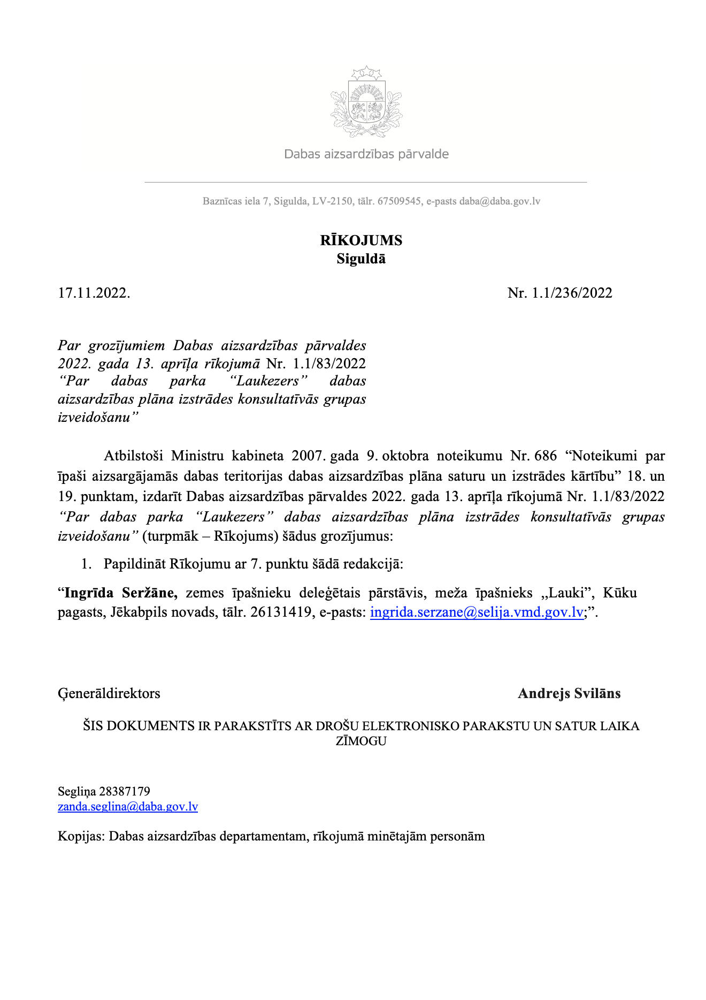 Dabas aizsardzības pārvalde
Baznīcas iela 7, Sigulda, LV-2150, tālr. 67509545, e-pasts daba@daba.gov.lv
RĪKOJUMS
Siguldā
17.11.2022. Nr. 1.1/236/2022
Par grozījumiem Dabas aizsardzības pārvaldes
2022. gada 13. aprīļa rīkojumā Nr. 1.1/83/2022
“Par dabas parka “Laukezers” dabas
aizsardzības plāna izstrādes konsultatīvās grupas
izveidošanu”
Atbilstoši Ministru kabineta 2007. gada 9. oktobra noteikumu Nr. 686 “Noteikumi par
īpaši aizsargājamās dabas teritorijas dabas aizsardzības plāna saturu un izstrādes kārtību” 18. un
19. punktam, izdarīt Dabas aizsardzības pārvaldes 2022. gada 13. aprīļa rīkojumā Nr. 1.1/83/2022
“Par dabas parka “Laukezers” dabas aizsardzības plāna izstrādes konsultatīvās grupas
izveidošanu” (turpmāk – Rīkojums) šādus grozījumus:
1. Papildināt Rīkojumu ar 7. punktu šādā redakcijā:
“Ingrīda Seržāne, zemes īpašnieku deleģētais pārstāvis, meža īpašnieks ,,Lauki”, Kūku
pagasts, Jēkabpils novads, tālr. 26131419, e-pasts: ingrida.serzane@selija.vmd.gov.lv;”.
Ģenerāldirektors Andrejs Svilāns
ŠIS DOKUMENTS IR PARAKSTĪTS AR DROŠU ELEKTRONISKO PARAKSTU UN SATUR LAIKA
ZĪMOGU
Segliņa 28387179
zanda.seglina@daba.gov.lv
Kopijas: Dabas aizsardzības departamentam, rīkojumā minētajām personām